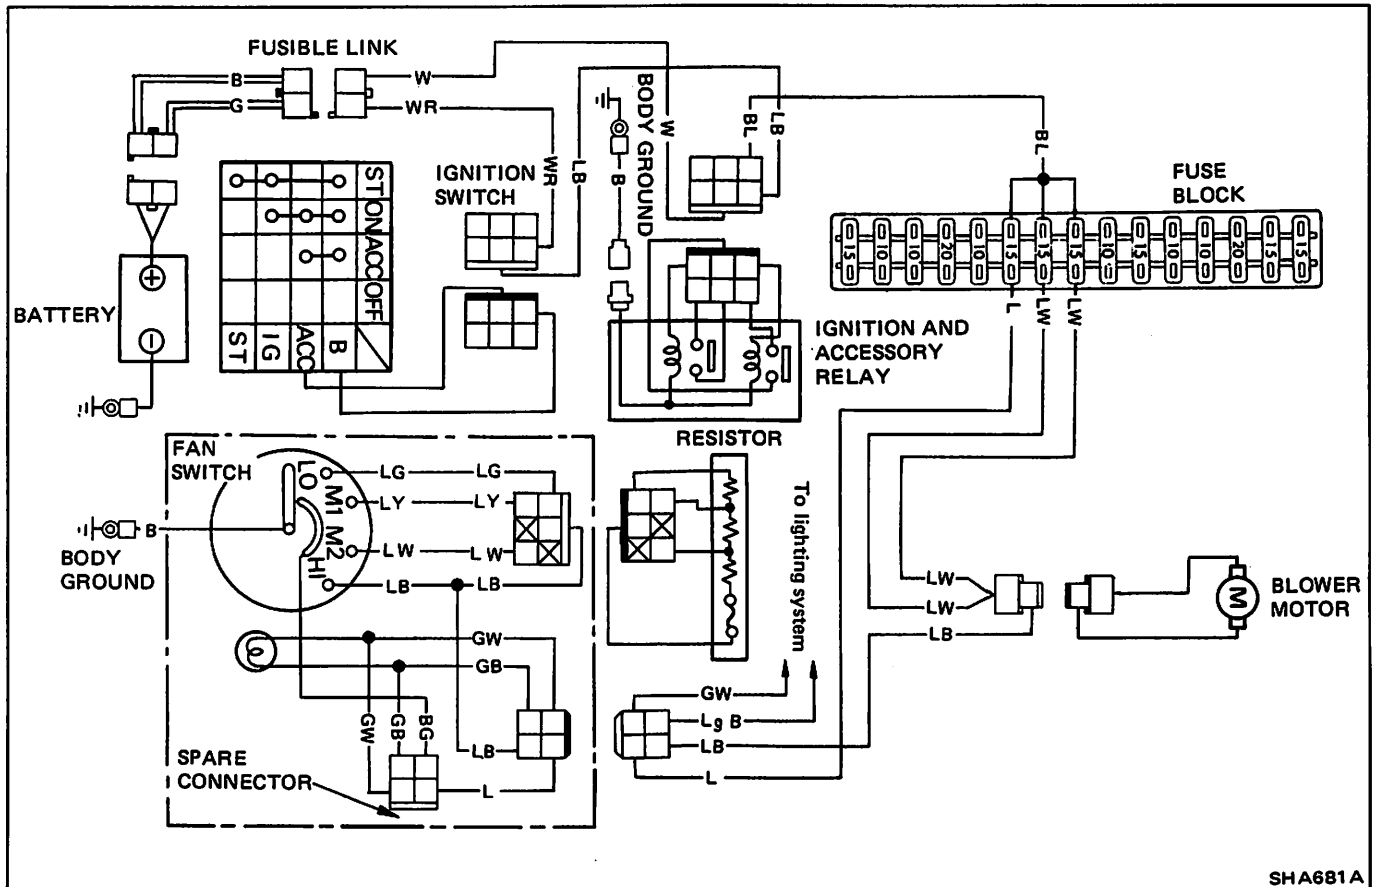 FUSIBLE LINK
B
G
W
WR
WR
LB
BODY GROUND
B
W
BL
LB
BL
FUSE
BLOCK
IGNITION
SWITCH
ST ON ACC OFF
ST
IG
ACC
B
BATTERY
+
−
15 10 10 20 10 15 15 15 10 15 10 10 20 15 15
L
LW
LW
IGNITION AND
ACCESSORY
RELAY
FAN
SWITCH
LO
M1
M2
HI
LG LG
LY LY
LW LW
LB LB
B
BODY
GROUND
RESISTOR
To lighting system
LW
LW
LB
M
BLOWER
MOTOR
GW
GB
GW
GB
BG
LB
L
SPARE
CONNECTOR
GW
Lg B
LB
L
SHA681A